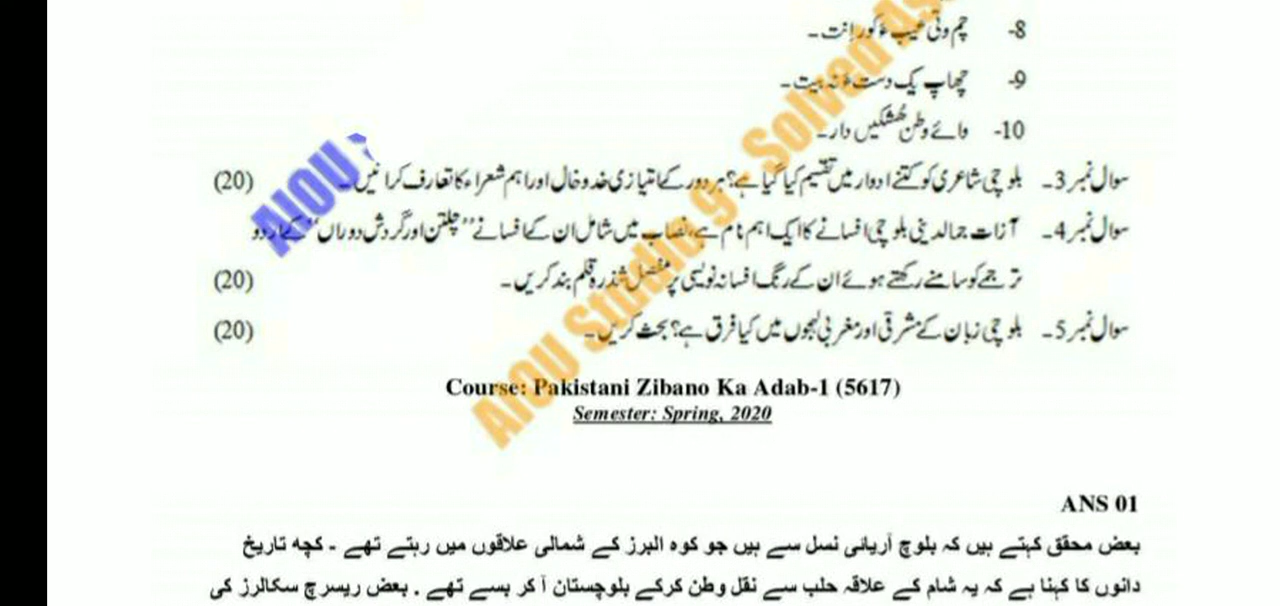 8- چم وتی عیب ءَ کور اِنت۔
9- چھاپ یک دست ءَ نہ بیت۔
10- وائے وطن ھُشکیں دار۔
سوال نمبر 3۔ بلوچی شاعری کو کتنے ادوار میں تقسیم کیا گیا ہے؟ ہر دور کے امتیازی خدوخال اور اہم شعراء کا تعارف کرائیں۔ (20)
سوال نمبر 4۔ آزات جمالدینی بلوچی افسانے کا ایک اہم نام ہے، نصاب میں شامل ان کے افسانے ’’چلتن اور گردش دوراں‘‘ کے اردو
ترجمے کو سامنے رکھتے ہوئے ان کے رنگ افسانہ نویسی پر مفصل شذرہ قلم بند کریں۔ (20)
سوال نمبر 5۔ بلوچی زبان کے مشرقی اور مغربی لہجوں میں کیا فرق ہے؟ بحث کریں۔ (20)
AIOU
AIOU Studio 9 - Solved Ass
Course: Pakistani Zibano Ka Adab-1 (5617)
Semester: Spring, 2020
ANS 01
بعض محقق کہتے ہیں کہ بلوچ آریائی نسل سے ہیں جو کوہ البرز کے شمالی علاقوں میں رہتے تھے ۔ کچھ تاریخ
دانوں کا کہنا ہے کہ یہ شام کے علاقہ حلب سے نقل وطن کرکے بلوچستان آ کر بسے تھے . بعض ریسرچ سکالرز کی